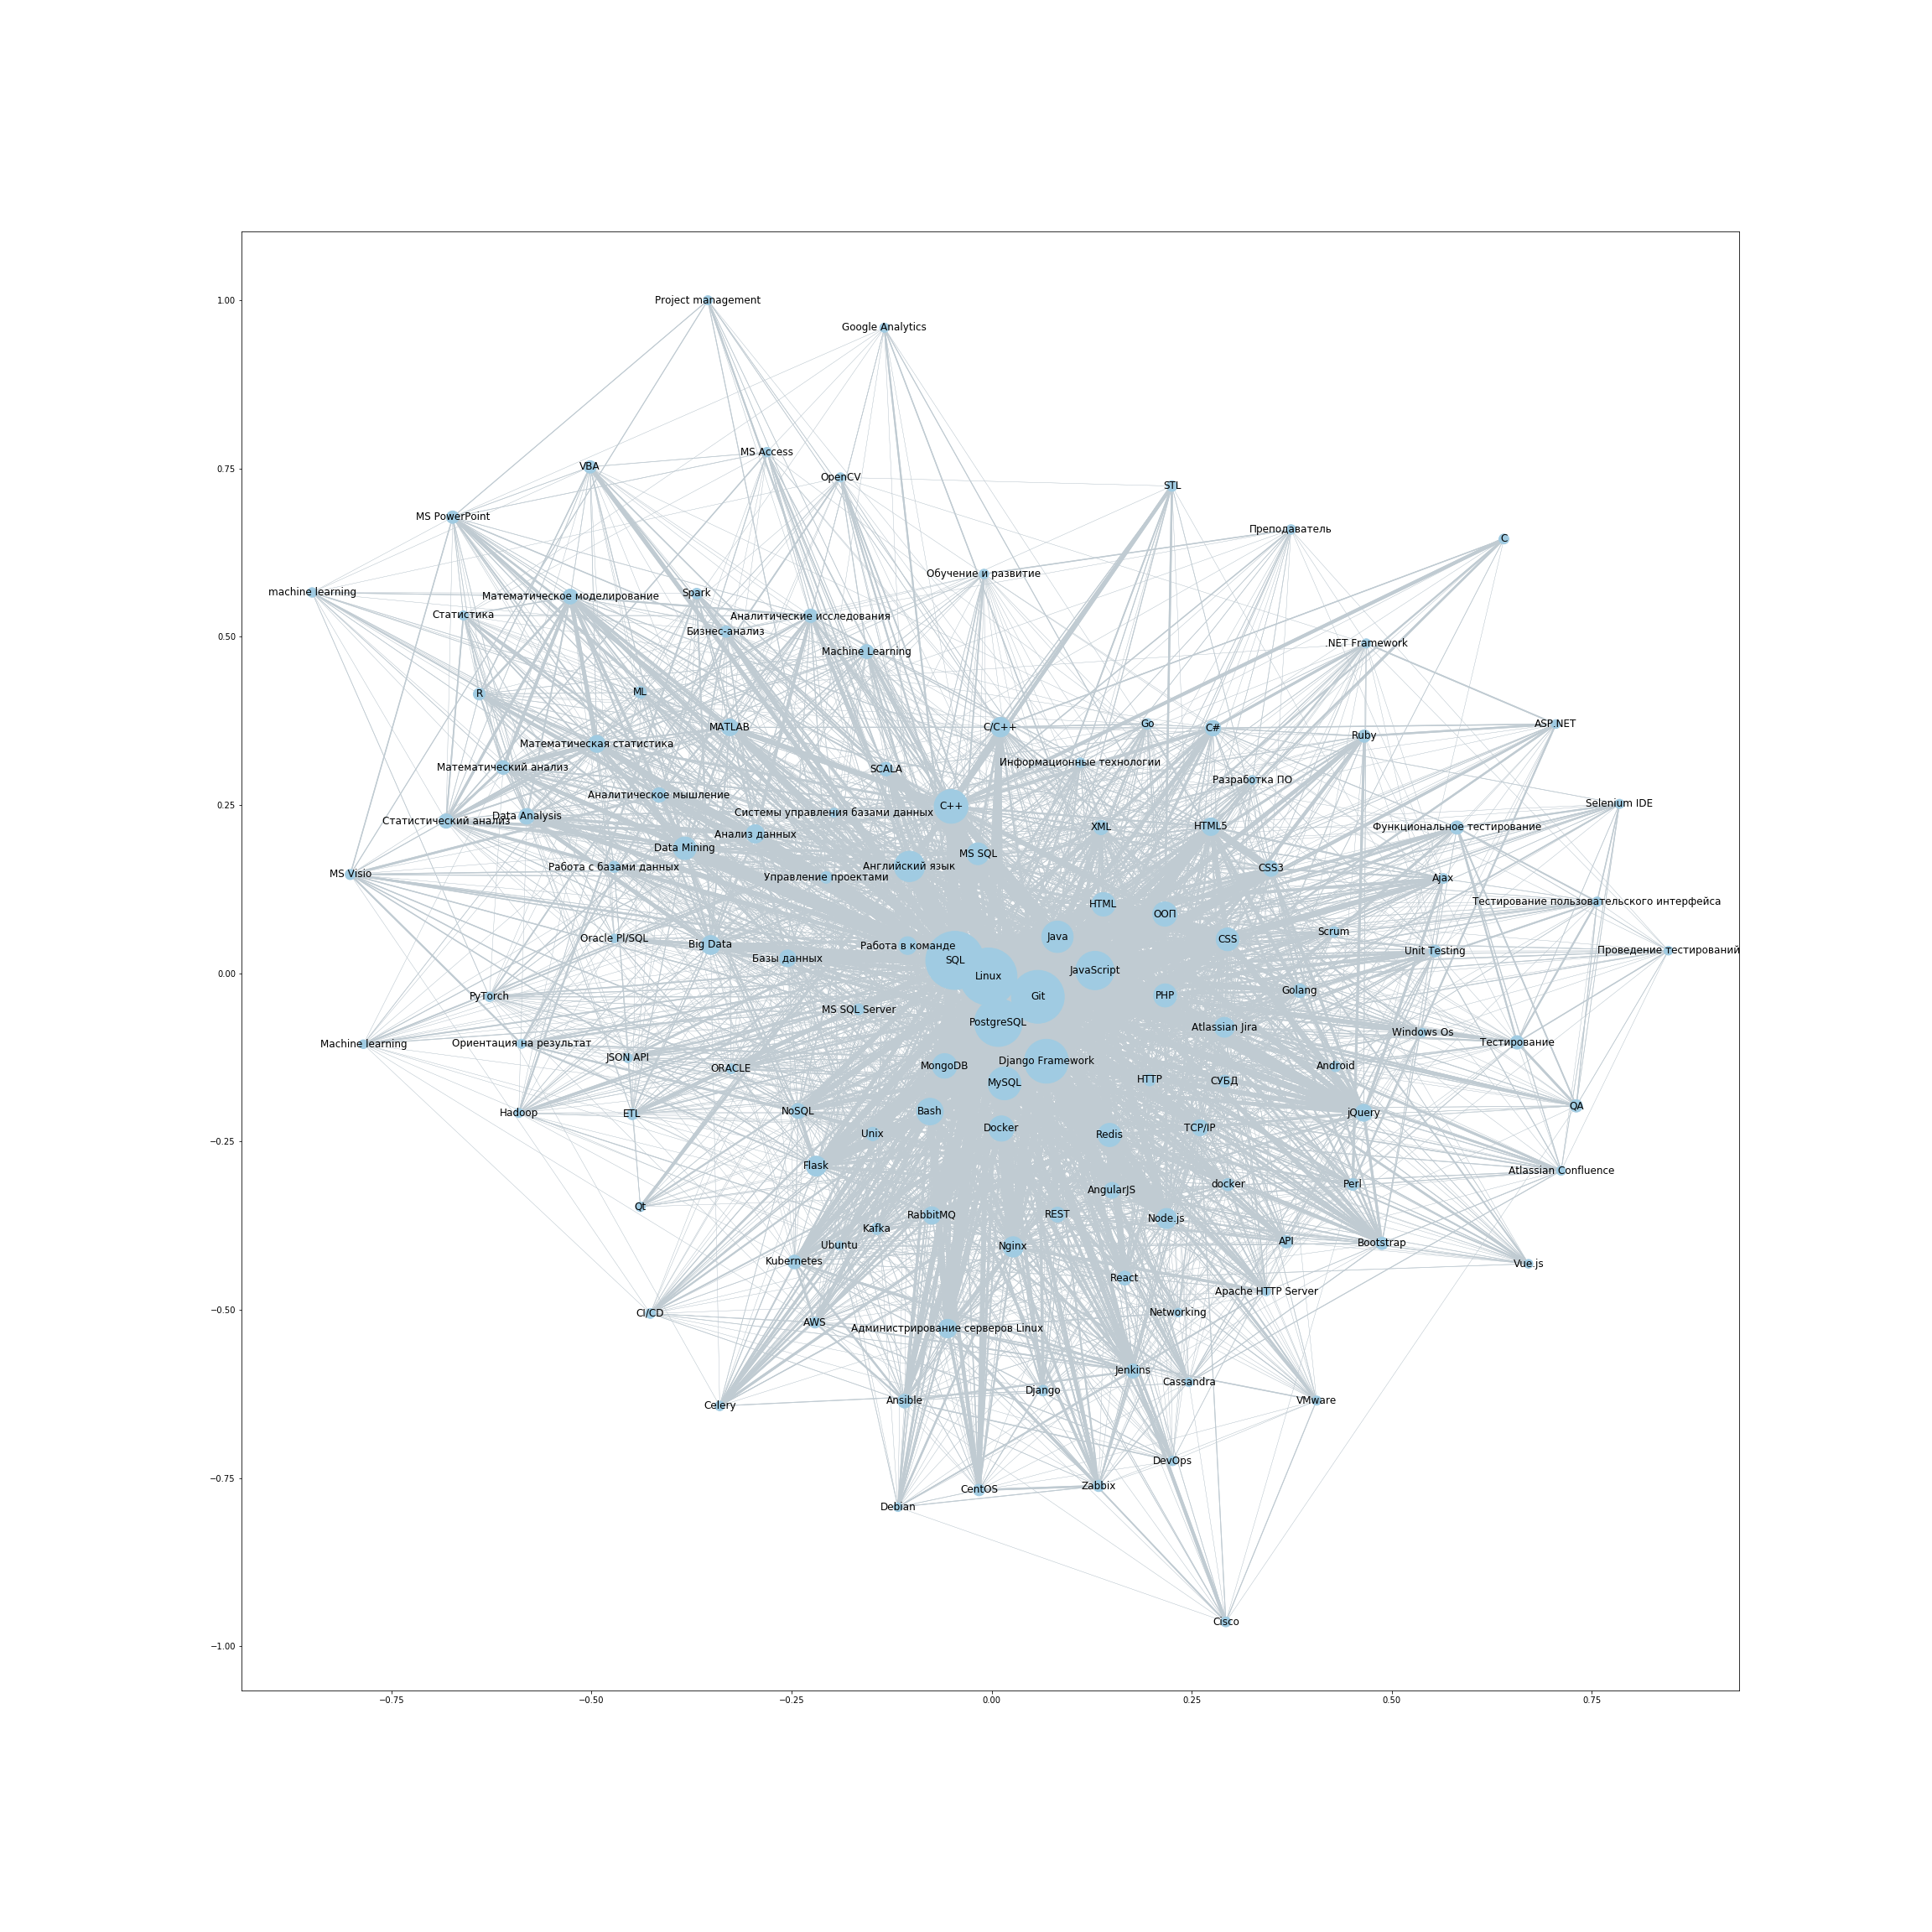 1.00
Project management
Google Analytics
MS Access
VBA
0.75
OpenCV
STL
MS PowerPoint
Преподаватель
C
Обучение и развитие
machine learning
Spark
Математическое моделирование
Статистика
Аналитические исследования
0.50
Бизнес-анализ
.NET Framework
Machine Learning
ML
R
ASP.NET
Go
MATLAB
C/C++
C#
Ruby
Математическая статистика
Информационные технологии
Математический анализ
SCALA
Разработка ПО
Аналитическое мышление
Selenium IDE
0.25
C++
Системы управления базами данных
Data Analysis
Статистический анализ
HTML5
XML
Функциональное тестирование
Анализ данных
Data Mining
MS SQL
Работа с базами данных
Английский язык
CSS3
MS Visio
Управление проектами
Ajax
Тестирование пользовательского интерфейса
HTML
ООП
Scrum
Oracle Pl/SQL
Java
CSS
Big Data
Работа в команде
Unit Testing
Проведение тестирований
Базы данных
SQL
0.00
JavaScript
Linux
Golang
PyTorch
Git
PHP
MS SQL Server
PostgreSQL
Atlassian Jira
Windows Os
Machine learning
Ориентация на результат
Тестирование
JSON API
Django Framework
ORACLE
MongoDB
Android
HTTP
СУБД
MySQL
QA
Hadoop
ETL
NoSQL
Bash
jQuery
Docker
TCP/IP
Unix
Redis
−0.25
Flask
Atlassian Confluence
docker
Perl
AngularJS
Qt
RabbitMQ
REST
Node.js
Kafka
API
Bootstrap
Ubuntu
Nginx
Kubernetes
Vue.js
React
Apache HTTP Server
−0.50
CI/CD
Networking
AWS
Администрирование серверов Linux
Jenkins
Cassandra
Django
Ansible
VMware
Celery
DevOps
−0.75
Zabbix
CentOS
Debian
Cisco
−1.00
−0.75
−0.50
−0.25
0.00
0.25
0.50
0.75